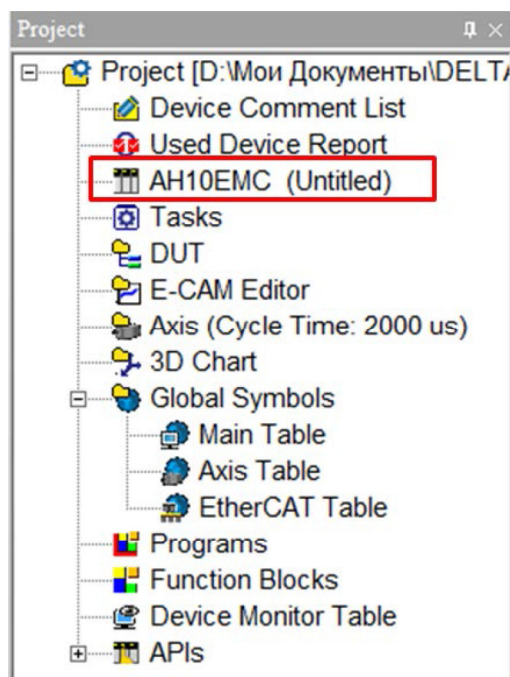 Project
Project [D:\Мои Документы\DELTA
Device Comment List
Used Device Report
AH10EMC (Untitled)
Tasks
DUT
E-CAM Editor
Axis (Cycle Time: 2000 us)
3D Chart
Global Symbols
Main Table
Axis Table
EtherCAT Table
Programs
Function Blocks
Device Monitor Table
APIs